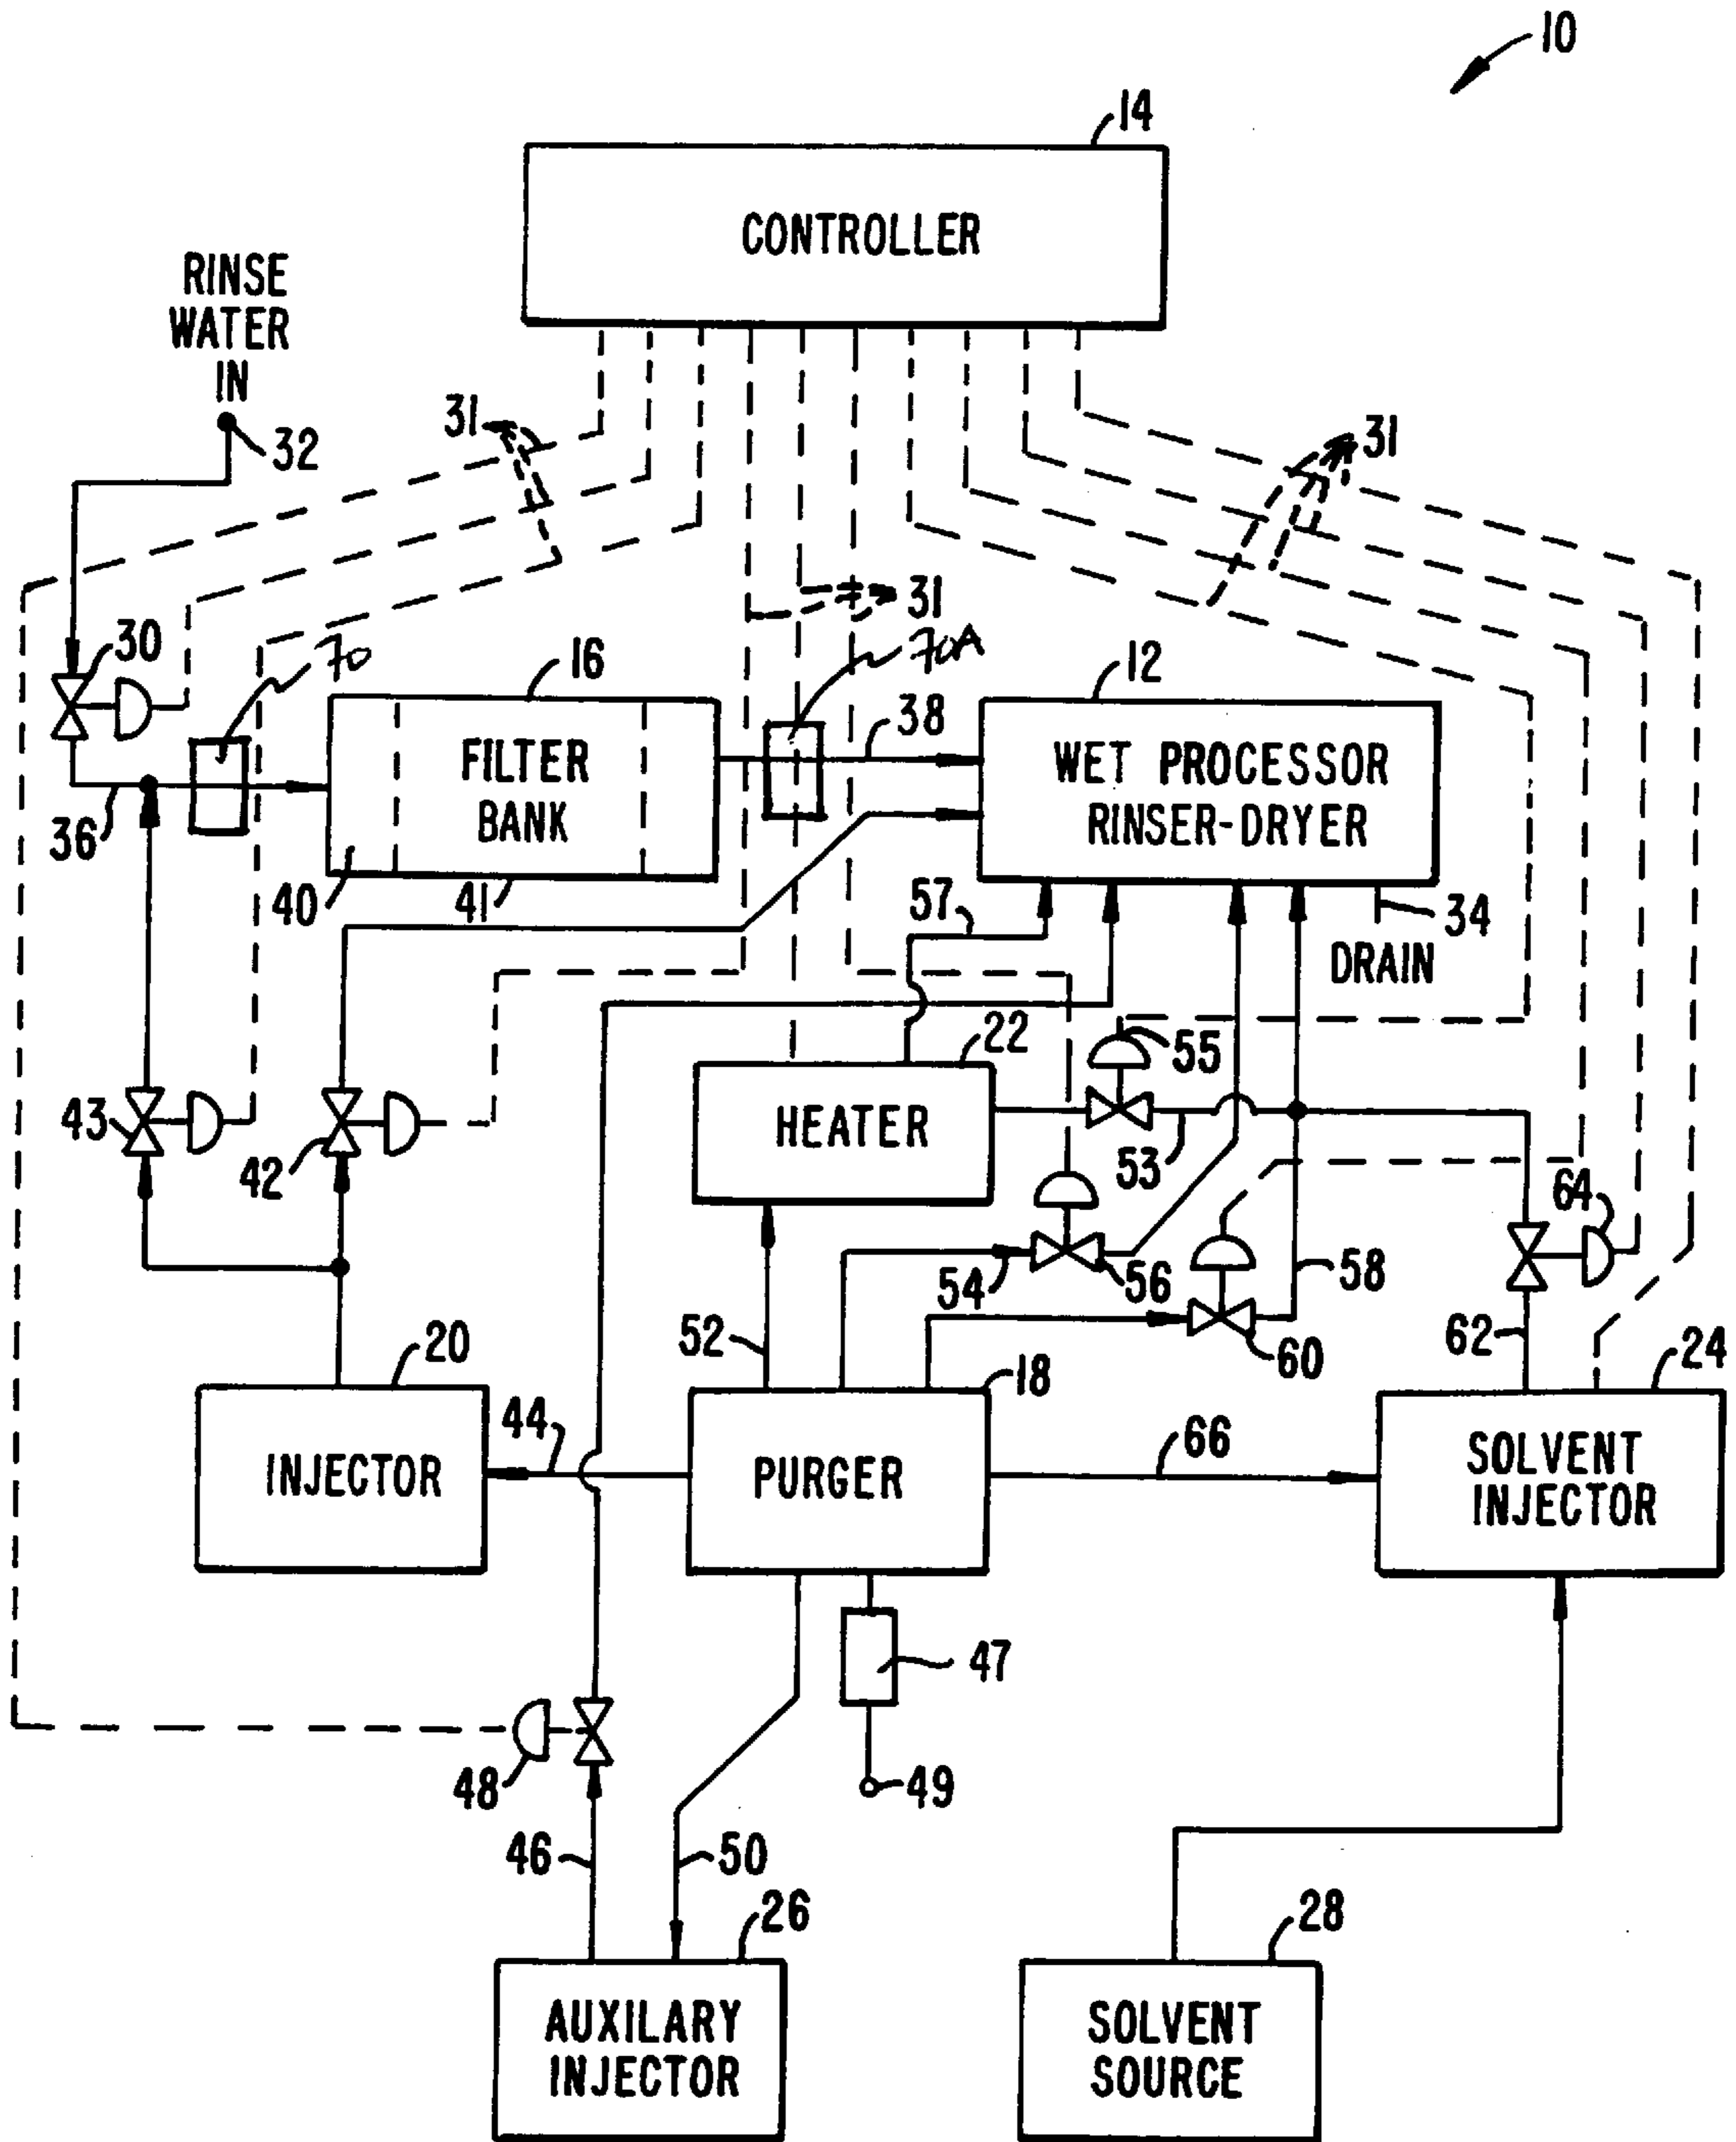 10
14
CONTROLLER
RINSE
WATER
IN
32
31
31
31
30
70
16
70A
12
38
FILTER
BANK
WET PROCESSOR
RINSER-DRYER
36
40
41
57
34
DRAIN
22
55
43
42
HEATER
53
64
54
56
58
52
60
62
20
18
24
44
66
INJECTOR
PURGER
SOLVENT
INJECTOR
47
48
49
46
50
26
28
AUXILARY
INJECTOR
SOLVENT
SOURCE